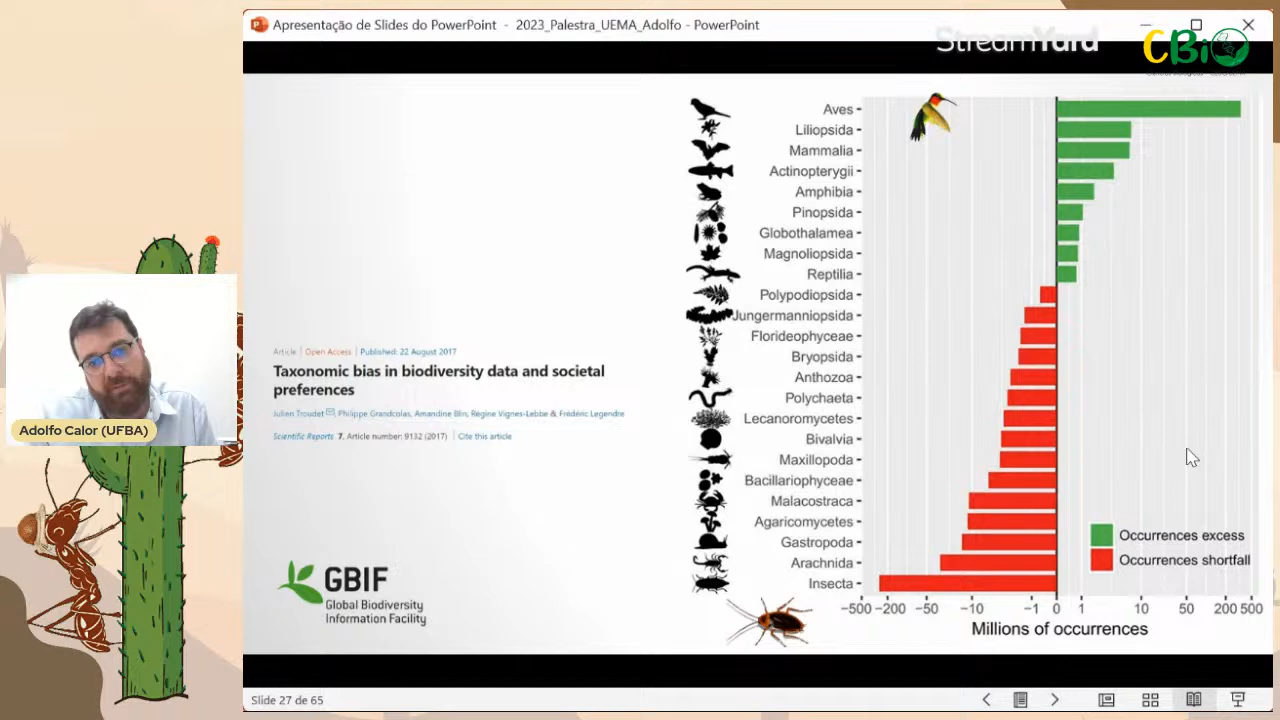 Apresentação de Slides do PowerPoint - 2023_Palestra_UEMA_Adolfo - PowerPoint
StreamYard
CBiO
Aves
Liliopsida
Mammalia
Actinopterygii
Amphibia
Pinopsida
Globothalamea
Magnoliopsida
Reptilia
Polypodiopsida
Jungermanniopsida
Florideophyceae
Bryopsida
Anthozoa
Polychaeta
Lecanoromycetes
Bivalvia
Maxillopoda
Bacillariophyceae
Malacostraca
Agaricomycetes
Gastropoda
Arachnida
Insecta
−500 −200 −50 −10 −1 0 1 10 50 200 500
Millions of occurrences
Occurrences excess
Occurrences shortfall
Article | Open Access | Published: 22 August 2017
Taxonomic bias in biodiversity data and societal
preferences
Julien Troudet, Philippe Grandcolas, Amandine Blin, Régine Vignes-Lebbe & Frédéric Legendre
Scientific Reports 7, Article number: 9132 (2017) | Cite this article
Adolfo Calor (UFBA)
GBIF
Global Biodiversity
Information Facility
Slide 27 de 65